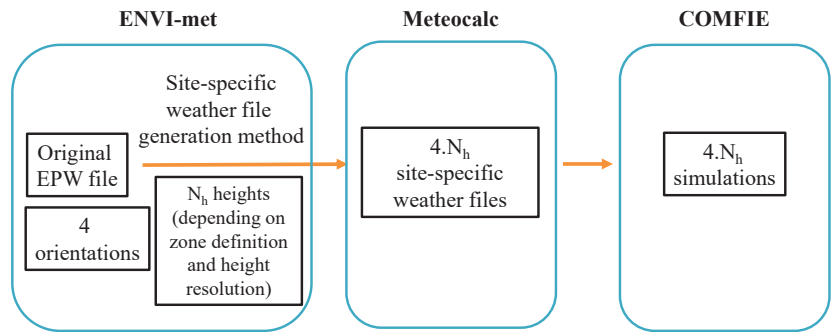 ENVI-met
Site-specific
weather file
generation method
Original
EPW file
4
orientations
Nh heights
(depending on
zone definition
and height
resolution)
Meteocalc
4.Nh
site-specific
weather files
COMFIE
4.Nh
simulations